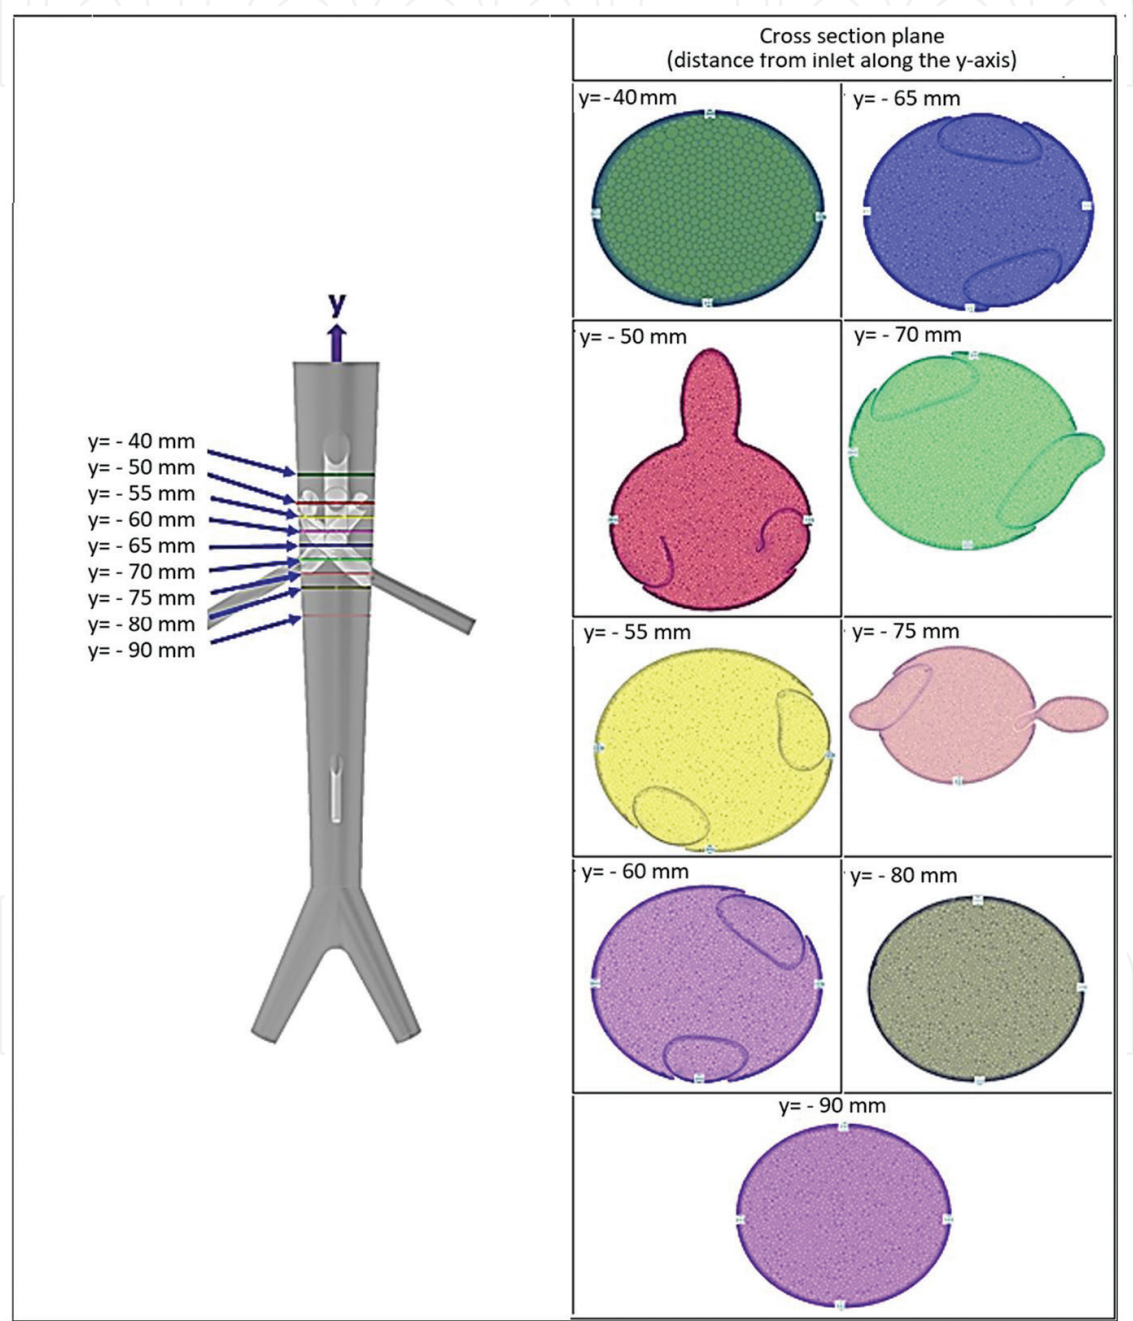 Cross section plane
(distance from inlet along the y-axis)
y=-40 mm
y= - 65 mm
y= - 50 mm
y= - 70 mm
y= - 55 mm
y= - 75 mm
y= - 60 mm
y= - 80 mm
y= - 90 mm
y
y= - 40 mm
y= - 50 mm
y= - 55 mm
y= - 60 mm
y= - 65 mm
y= - 70 mm
y= - 75 mm
y= - 80 mm
y= - 90 mm